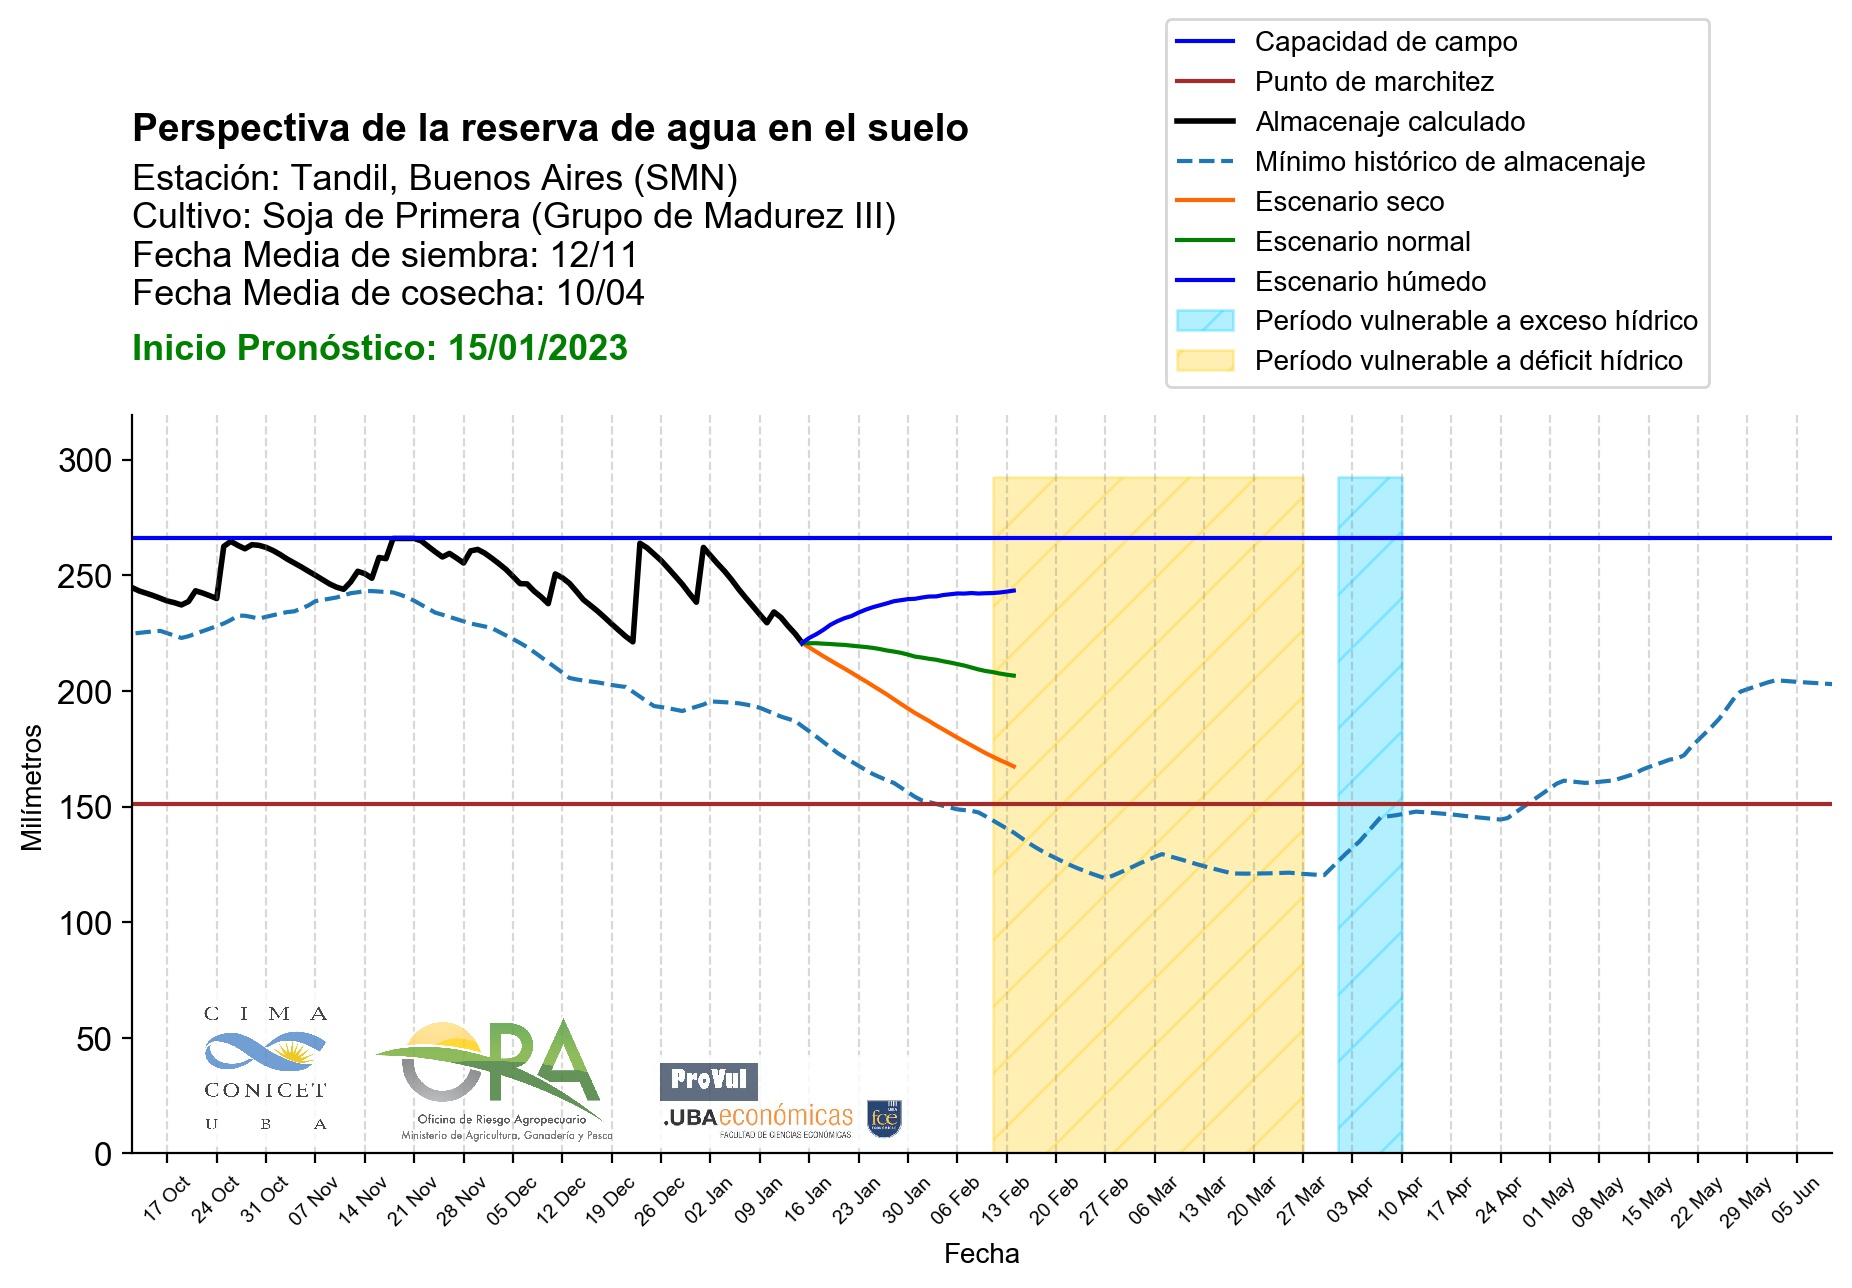 Capacidad de campo
Punto de marchitez
Almacenaje calculado
Mínimo histórico de almacenaje
Escenario seco
Escenario normal
Escenario húmedo
Período vulnerable a exceso hídrico
Período vulnerable a déficit hídrico
Perspectiva de la reserva de agua en el suelo
Estación: Tandil, Buenos Aires (SMN)
Cultivo: Soja de Primera (Grupo de Madurez III)
Fecha Media de siembra: 12/11
Fecha Media de cosecha: 10/04
Inicio Pronóstico: 15/01/2023
300
250
200
150
100
50
0
Milímetros
CIMA
CONICET
UBA
ORA
Oficina de Riesgo Agropecuario
Ministerio de Agricultura, Ganadería y Pesca
ProVul
.UBAeconómicas
FACULTAD DE CIENCIAS ECONÓMICAS
fce
17 Oct
24 Oct
31 Oct
07 Nov
14 Nov
21 Nov
28 Nov
05 Dec
12 Dec
19 Dec
26 Dec
02 Jan
09 Jan
16 Jan
23 Jan
30 Jan
06 Feb
13 Feb
20 Feb
27 Feb
06 Mar
13 Mar
20 Mar
27 Mar
03 Apr
10 Apr
17 Apr
24 Apr
01 May
08 May
15 May
22 May
29 May
05 Jun
Fecha